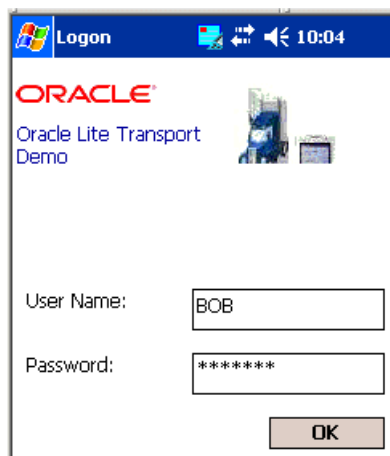 Logon 10:04
ORACLE
Oracle Lite Transport
Demo
User Name: BOB
Password: *******
OK